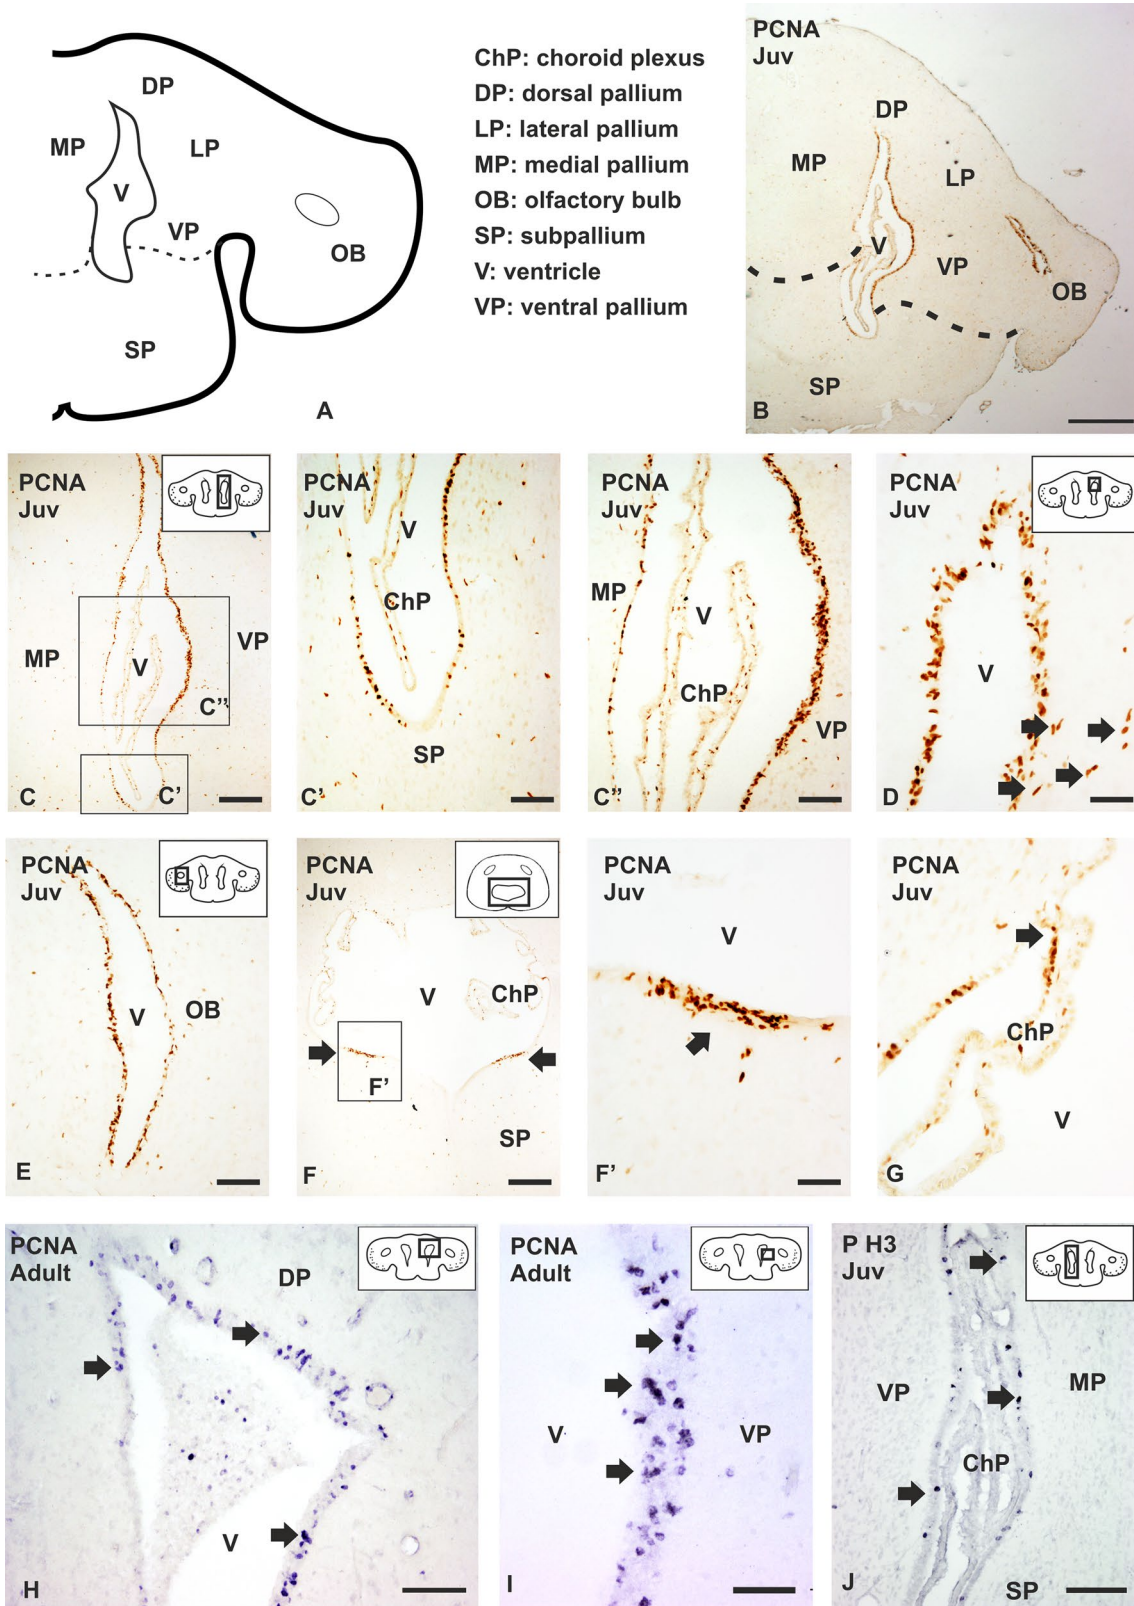 DP
MP
LP
V
VP
OB
SP
A
ChP: choroid plexus
DP: dorsal pallium
LP: lateral pallium
MP: medial pallium
OB: olfactory bulb
SP: subpallium
V: ventricle
VP: ventral pallium
PCNA
Juv
DP
MP
LP
V
VP
OB
SP
B
PCNA
Juv
MP
V
VP
C’’
C’
C
PCNA
Juv
V
ChP
SP
C’
PCNA
Juv
MP
V
ChP
VP
C’’
PCNA
Juv
V
D
PCNA
Juv
V
OB
E
PCNA
Juv
V
ChP
F’
SP
F
PCNA
Juv
V
F’
PCNA
Juv
ChP
V
G
PCNA
Adult
DP
V
H
PCNA
Adult
V
VP
I
P H3
Juv
VP
MP
ChP
SP
J